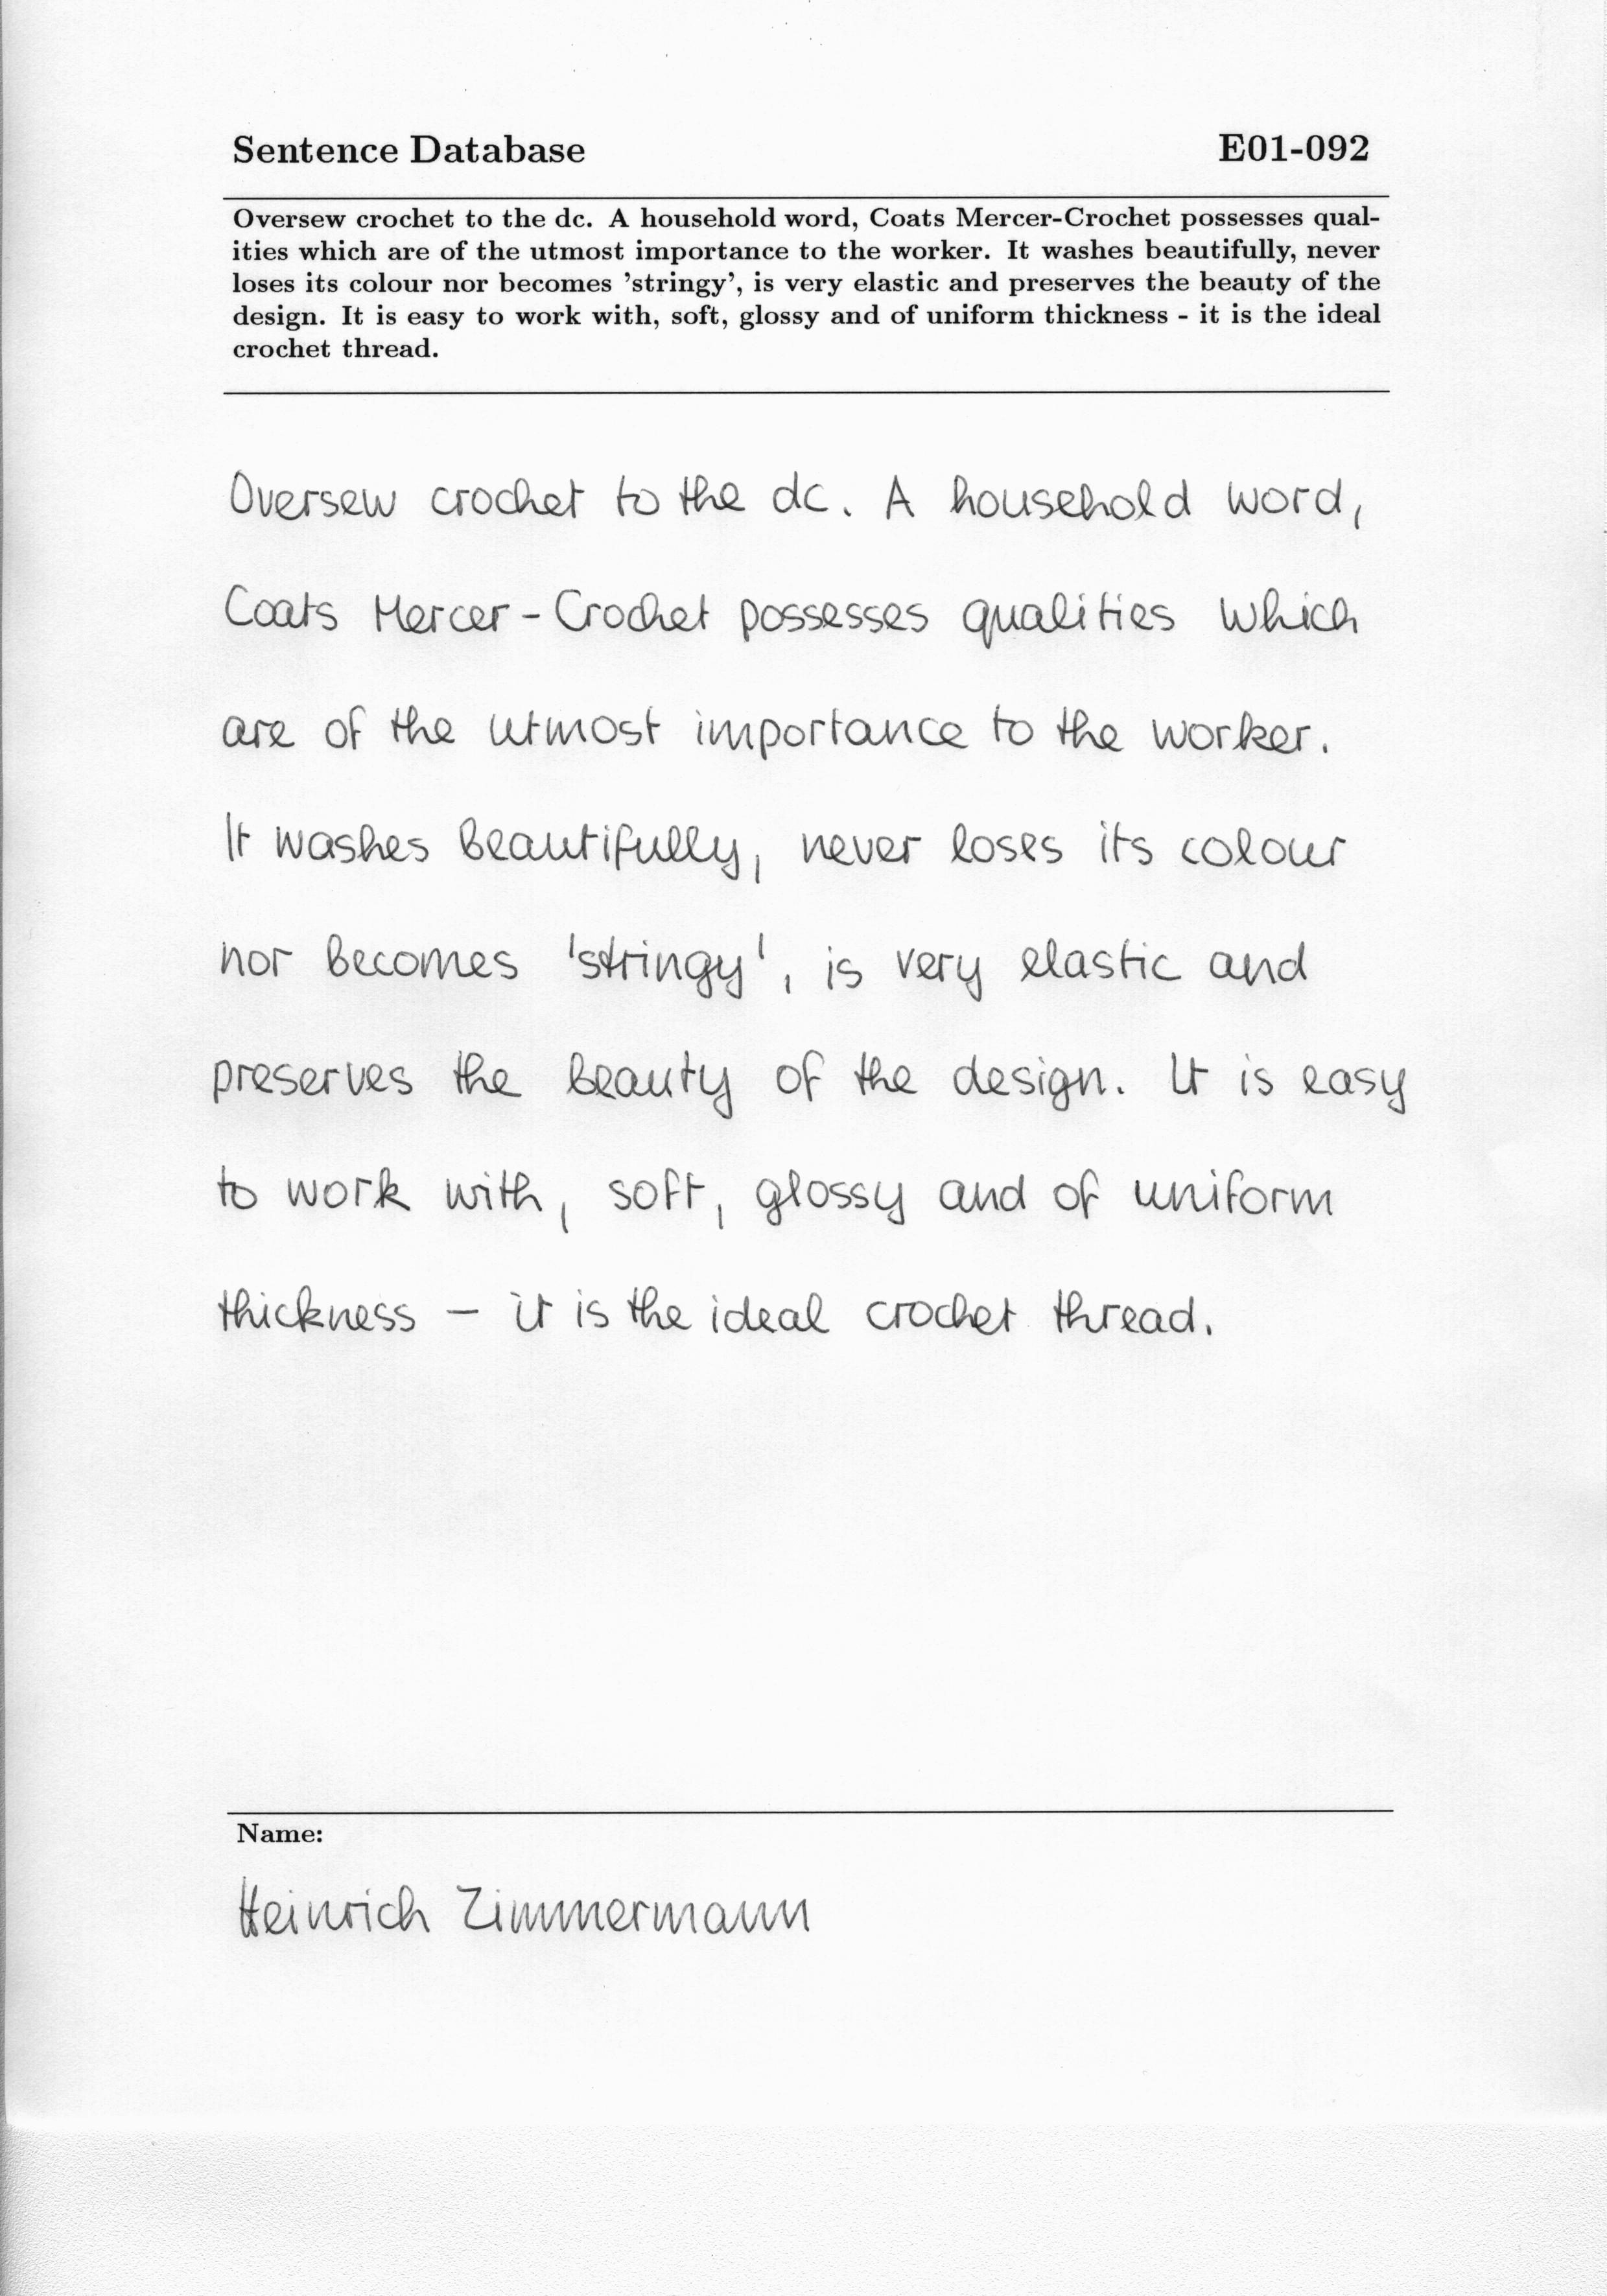 Sentence Database E01-092
Oversew crochet to the dc. A household word, Coats Mercer-Crochet possesses qual-
ities which are of the utmost importance to the worker. It washes beautifully, never
loses its colour nor becomes 'stringy', is very elastic and preserves the beauty of the
design. It is easy to work with, soft, glossy and of uniform thickness - it is the ideal
crochet thread.
Oversew crochet to the dc. A household word,
Coats Mercer-Crochet possesses qualities which
are of the utmost importance to the worker.
It washes beautifully, never loses its colour
nor becomes 'stringy', is very elastic and
preserves the beauty of the design. It is easy
to work with, soft, glossy and of uniform
thickness - it is the ideal crochet thread.
Name:
Heinrich Zimmermann